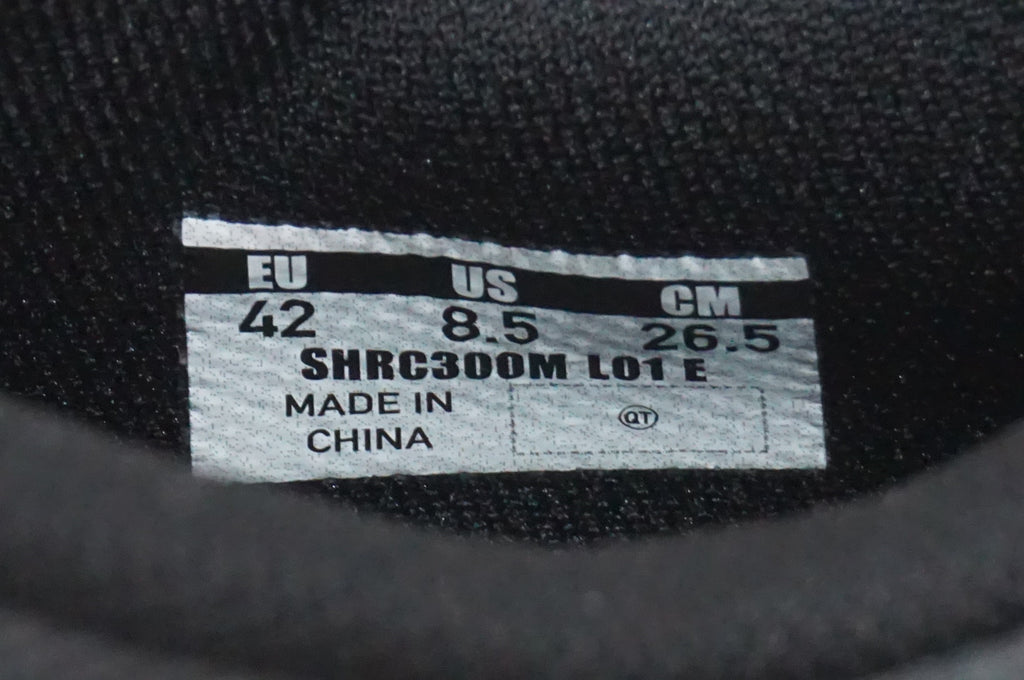 EU US CM
42 8.5 26.5
SHRC300M L01 E
MADE IN
CHINA
QT